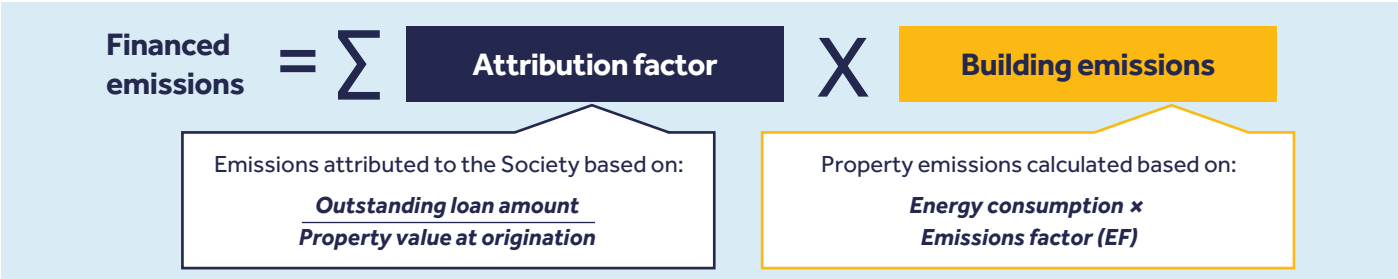 Financed
emissions
= Σ
Attribution factor
X
Building emissions
Emissions attributed to the Society based on:
Outstanding loan amount
Property value at origination
Property emissions calculated based on:
Energy consumption ×
Emissions factor (EF)